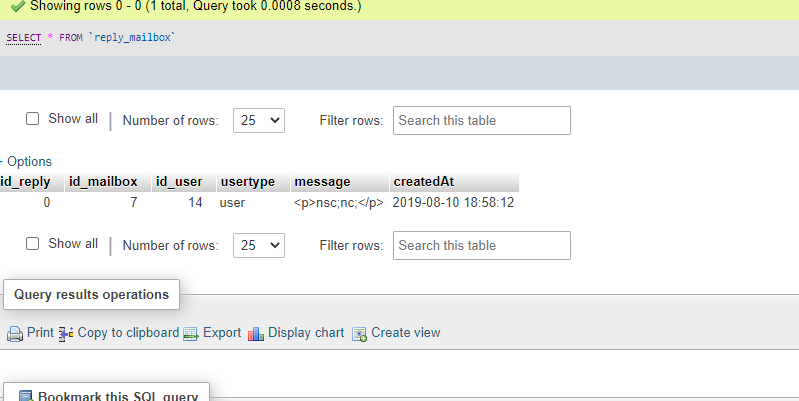 Showing rows 0 - 0 (1 total, Query took 0.0008 seconds.)
SELECT * FROM `reply_mailbox`
Show all | Number of rows: 25 Filter rows: Search this table
+ Options
id_reply id_mailbox id_user usertype message createdAt
0 7 14 user <p>nsc;nc;</p> 2019-08-10 18:58:12
Show all | Number of rows: 25 Filter rows: Search this table
Query results operations
Print Copy to clipboard Export Display chart Create view
Bookmark this SQL query